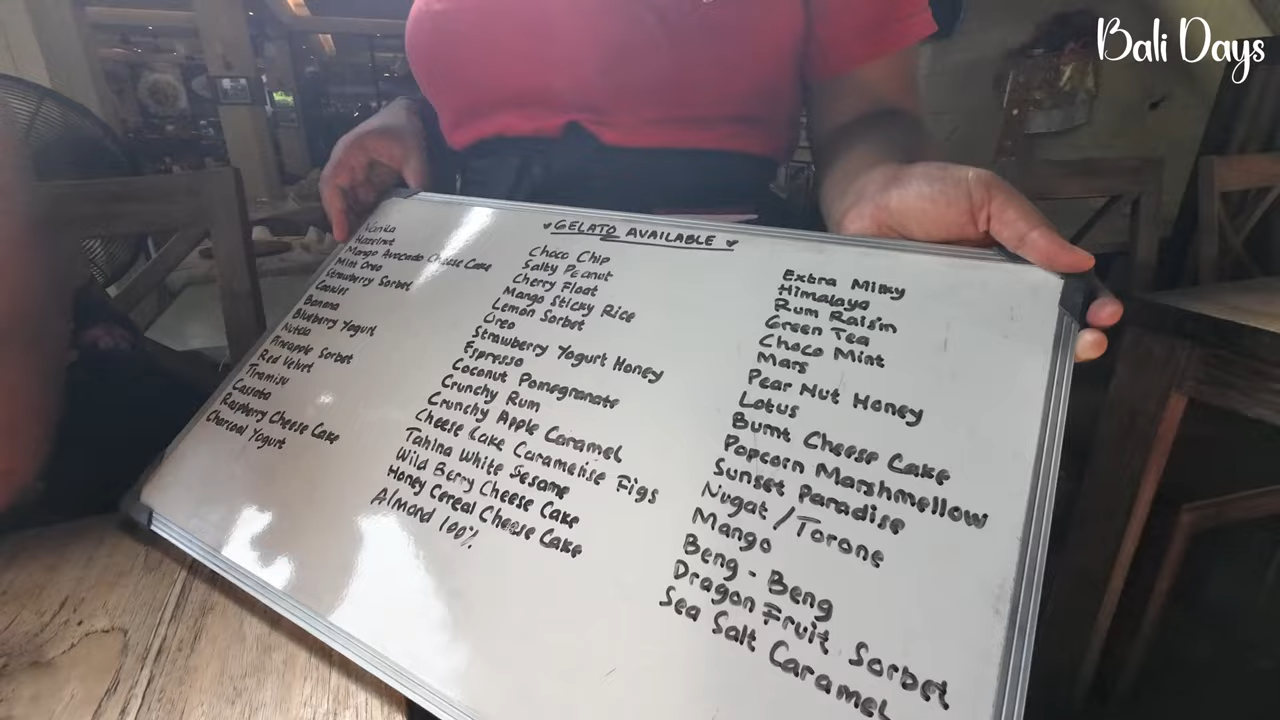 Bali Days
GELATO AVAILABLE
Vanila
Hazelnut
Mango Avocado Cheese Cake
Mint Oreo
Strawberry Sorbet
Cookies
Banana
Blueberry Yogurt
Nutela
Pineapple Sorbet
Red Velvet
Tiramisu
Cassata
Raspberry Cheese Cake
Charcoal Yogurt
Choco Chip
Salty Peanut
Cherry Float
Mango Sticky Rice
Lemon Sorbet
Oreo
Strawberry Yogurt Honey
Espresso
Coconut Pomegranate
Crunchy Rum
Crunchy Apple Caramel
Cheese Cake Caramelise Figs
Tahina White Sesame
Wild Berry Cheese Cake
Honey Cereal Cheese Cake
Almond 100%
Extra Milky
Himalaya
Rum Raisin
Green Tea
Choco Mint
Mars
Pear Nut Honey
Lotus
Burnt Cheese Cake
Popcorn Marshmellow
Sunset Paradise
Nugat / Torone
Mango
Beng - Beng
Dragon Fruit Sorbet
Sea Salt Caramel